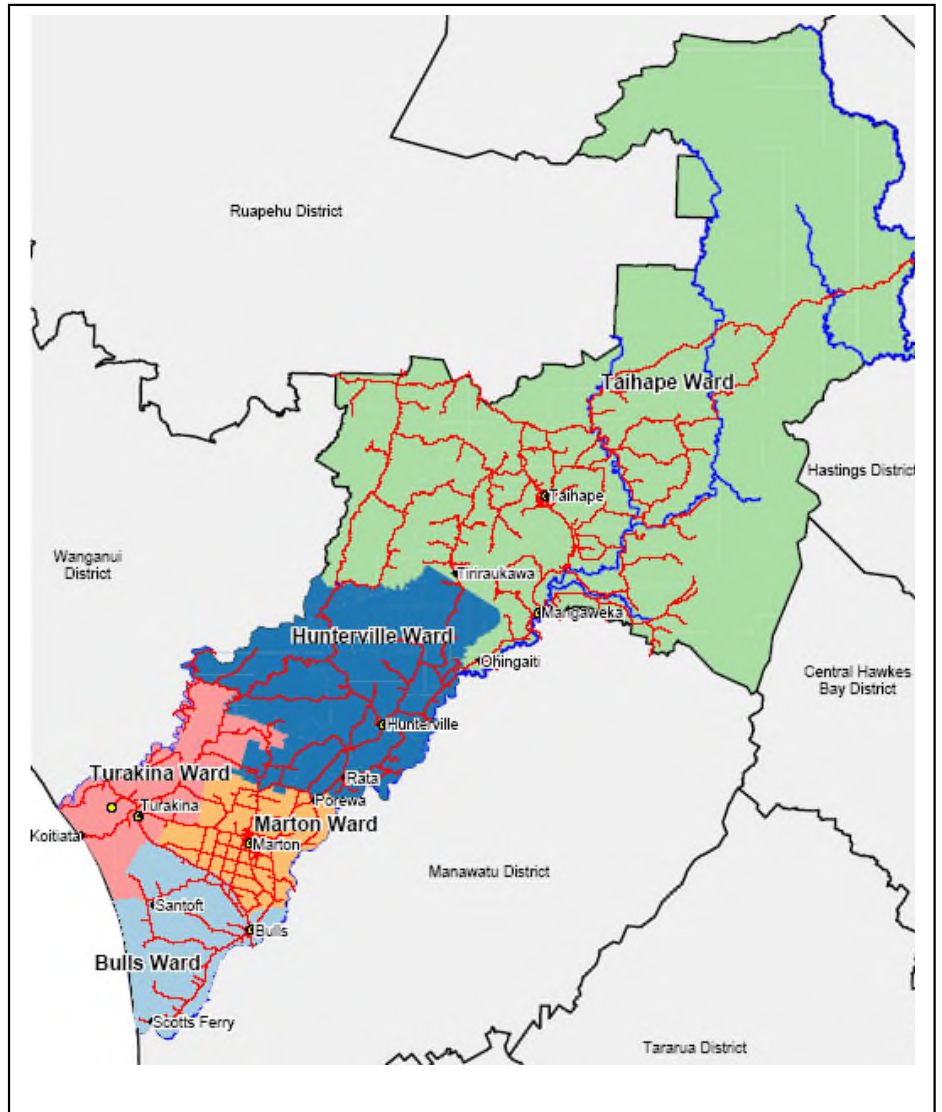 Ruapehu District
Taihape Ward
Hastings District
Taihape
Wanganui
District
Tiriraukawa
Mangaweka
Hunterville Ward
Ohingaiti
Central Hawkes
Bay District
Hunterville
Turakina Ward
Rata
Porewa
Turakina
Marton Ward
Koitiata
Marton
Manawatu District
Santoft
Bulls
Bulls Ward
Scotts Ferry
Tararua District